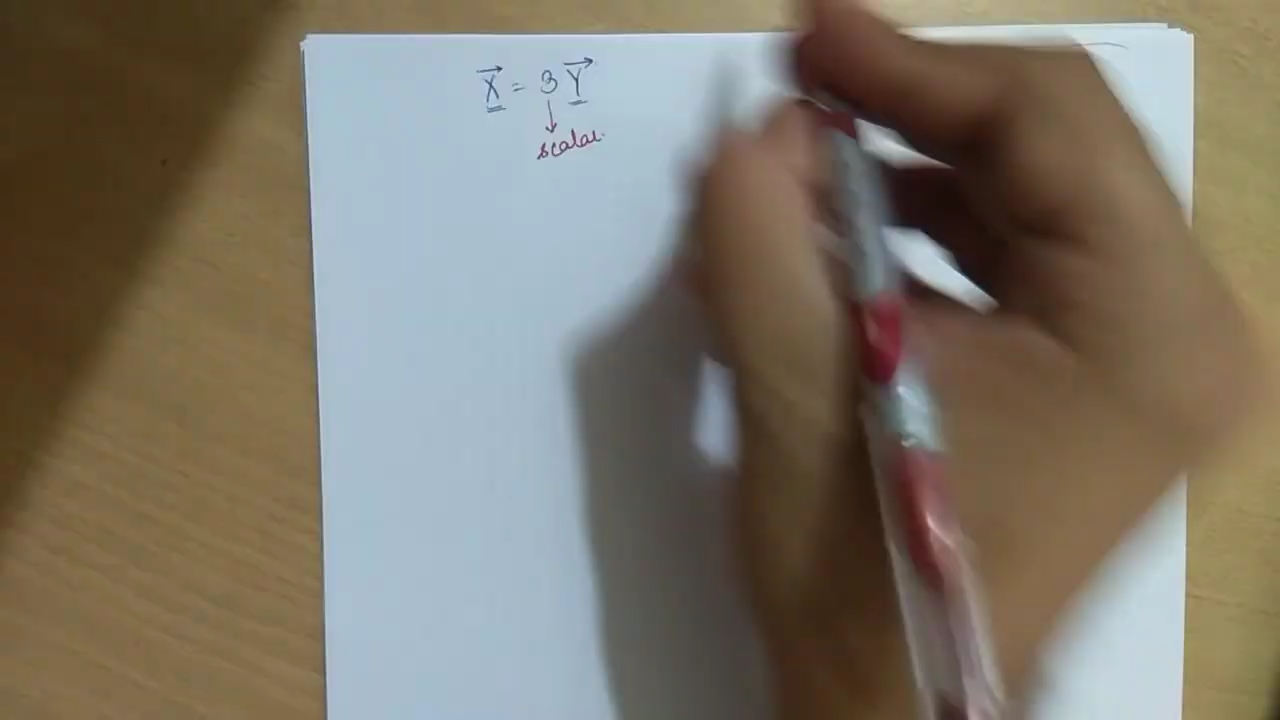 X⃗ = 3 Y⃗
↓
scalar